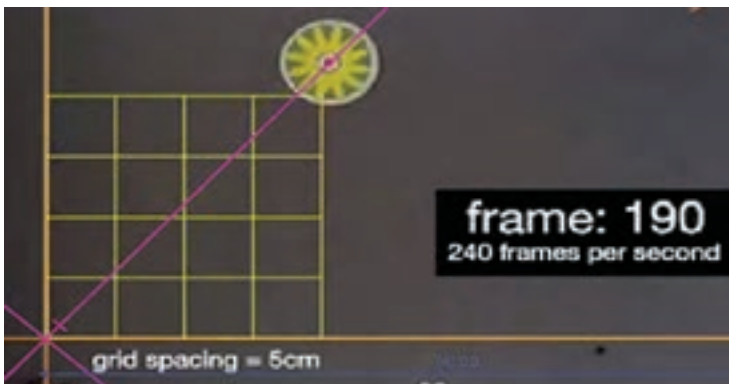 frame: 190
240 frames per second
grid spacing = 5cm